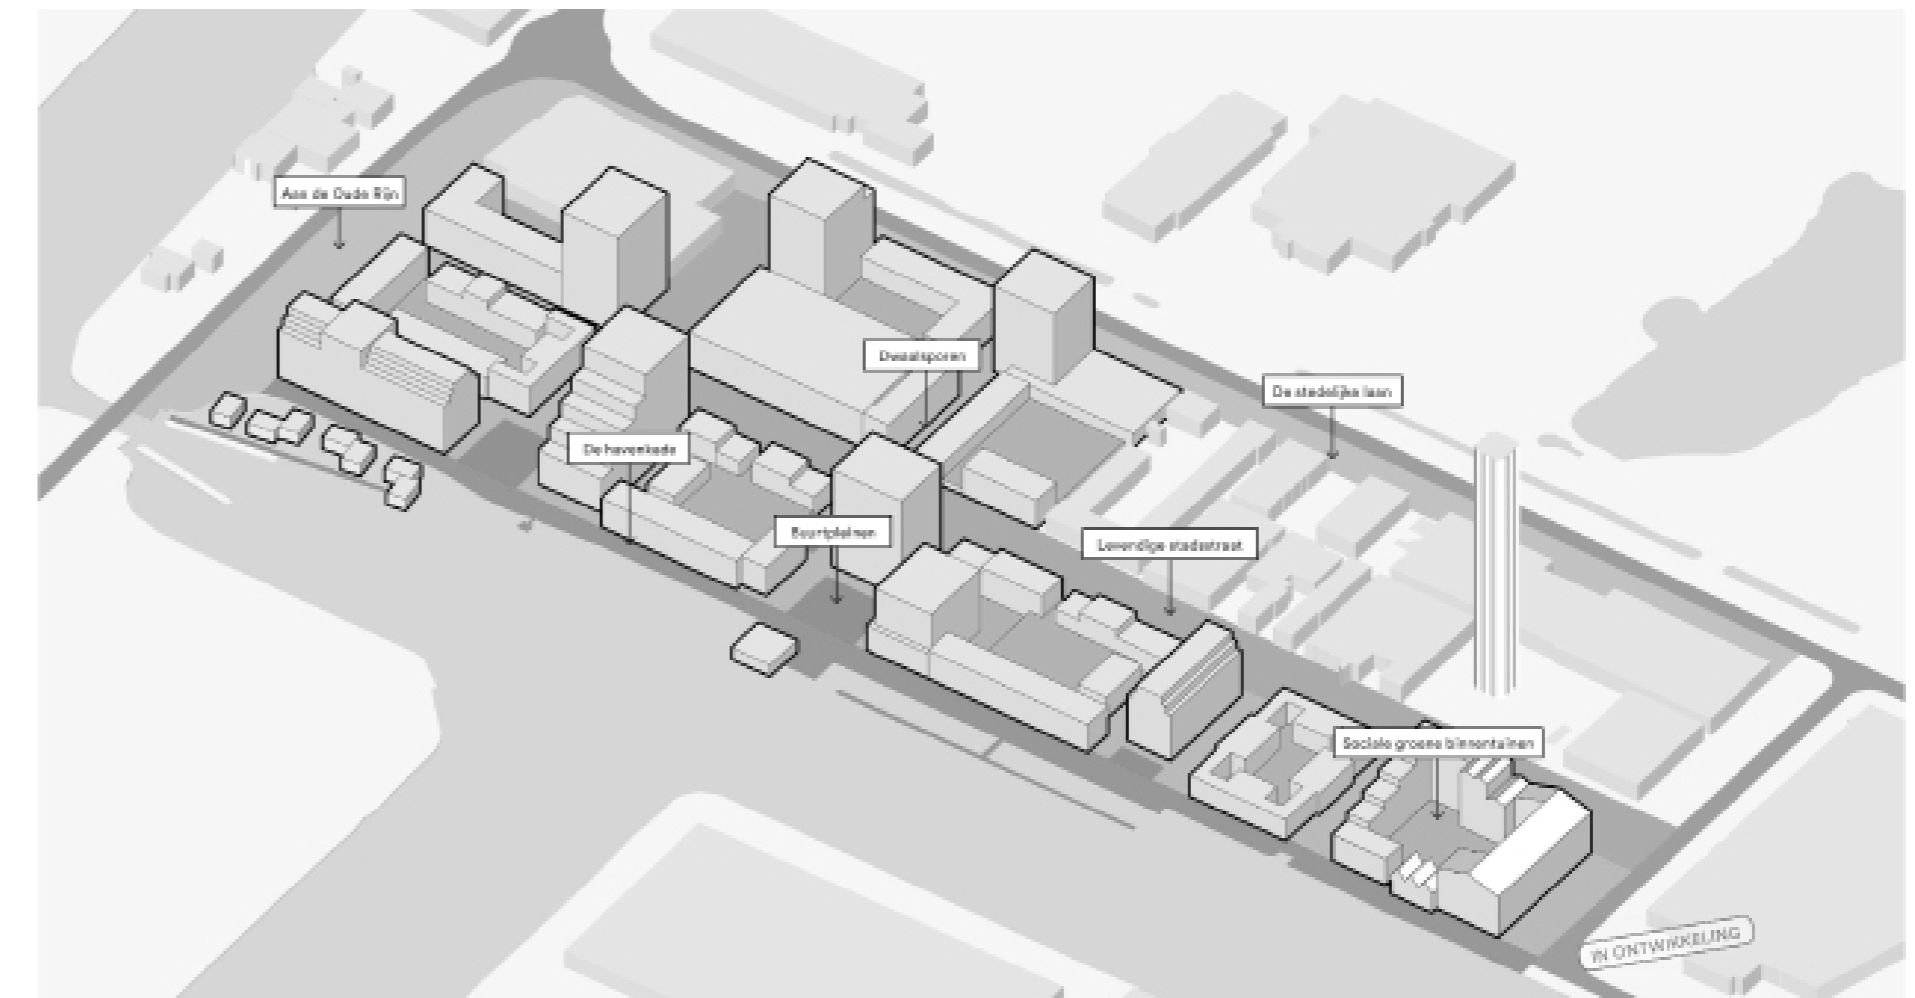 Aan de Oude Rijn
Dwaalsporen
De stedelijke laan
De havenkade
Buurtpleinen
Levendige stadsstraat
Sociale groene binnentuinen
IN ONTWIKKELING